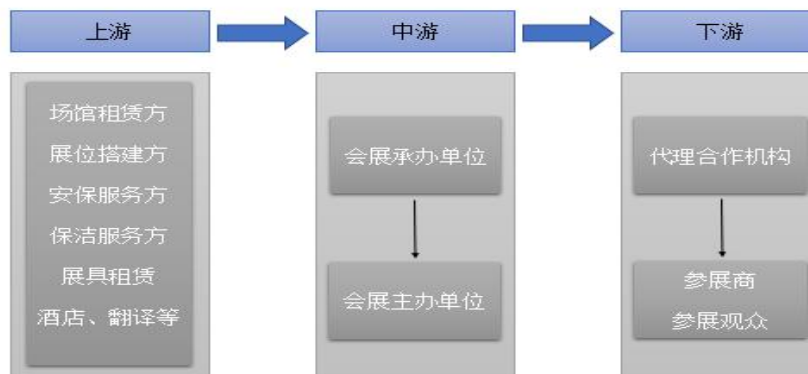 上游
中游
下游
场馆租赁方
展位搭建方
安保服务方
保洁服务方
展具租赁
酒店、翻译等
会展承办单位
会展主办单位
代理合作机构
参展商
参展观众